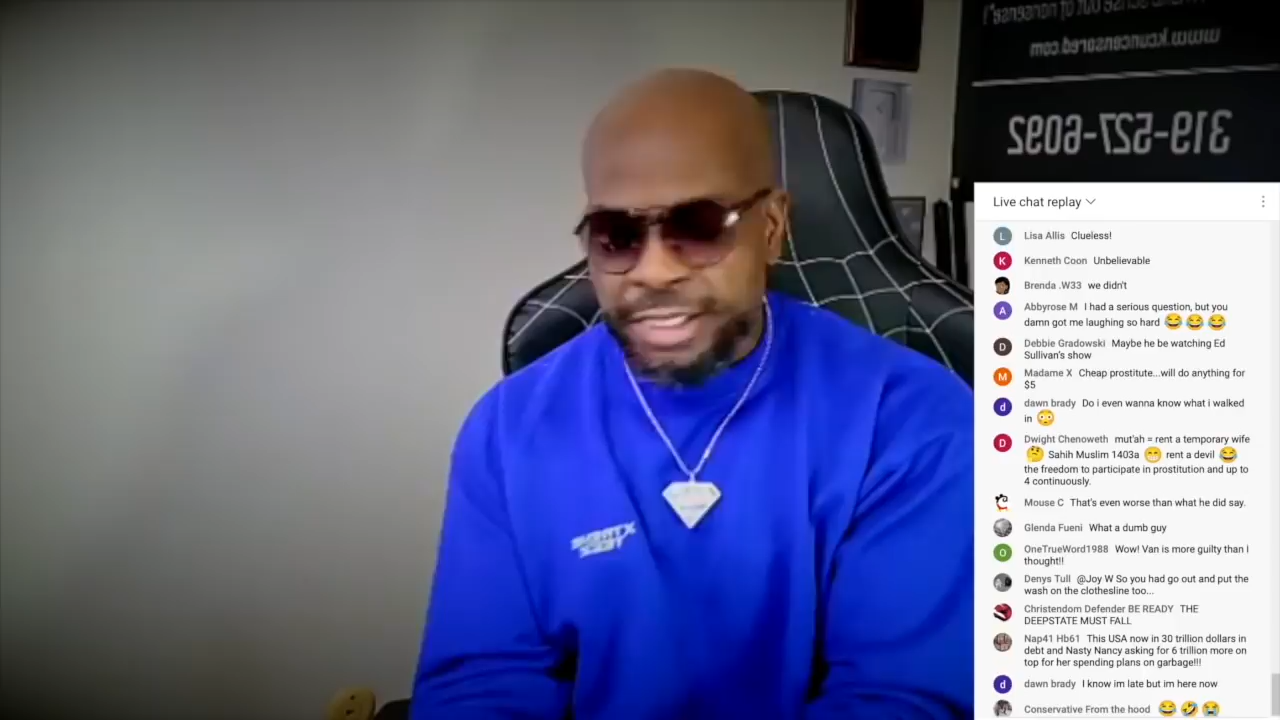 of nonsense"!
www.kcuncensored.com
319-527-6092
Live chat replay
L Lisa Allis Clueless!
K Kenneth Coon Unbelievable
Brenda .W33 we didn't
A Abbyrose M I had a serious question, but you
damn got me laughing so hard 😂 😂 😂
D Debbie Gradowski Maybe he be watching Ed
Sullivan's show
M Madame X Cheap prostitute...will do anything for
$5
d dawn brady Do i even wanna know what i walked
in 😳
D Dwight Chenoweth mut'ah = rent a temporary wife
🤔 Sahih Muslim 1403a 😁 rent a devil 😂
the freedom to participate in prostitution and up to
4 continuously.
Mouse C That's even worse than what he did say.
Glenda Fueni What a dumb guy
O OneTrueWord1988 Wow! Van is more guilty than I
thought!!
Denys Tull @Joy W So you had go out and put the
wash on the clothesline too...
Christendom Defender BE READY THE
DEEPSTATE MUST FALL
Nap41 Hb61 This USA now in 30 trillion dollars in
debt and Nasty Nancy asking for 6 trillion more on
top for her spending plans on garbage!!!
d dawn brady I know im late but im here now
Conservative From the hood 😂 🤣 😭